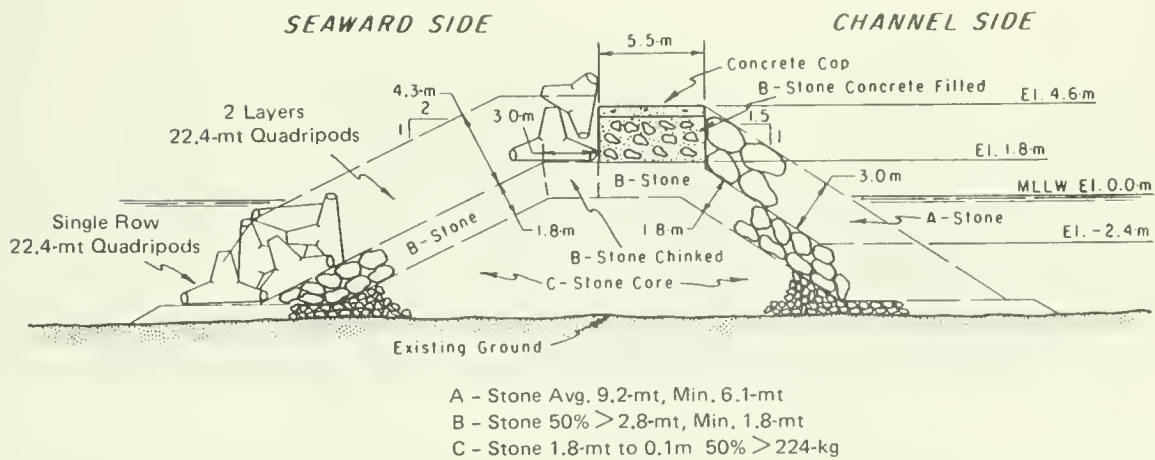 SEAWARD SIDE
CHANNEL SIDE
5.5-m
Concrete Cap
B-Stone Concrete Filled
2 Layers
22.4-mt Quadripods
4.3-m
2
1
3.0-m
1.5
1
El. 4.6-m
El. 1.8-m
B-Stone
3.0-m
MLLW El. 0.0-m
A-Stone
Single Row
22.4-mt Quadripods
B-Stone
1.8-m
1.8-m
El. -2.4-m
B-Stone Chinked
C-Stone Core
Existing Ground
A - Stone Avg. 9.2-mt, Min. 6.1-mt
B - Stone 50% > 2.8-mt, Min. 1.8-mt
C - Stone 1.8-mt to 0.1m 50% > 224-kg